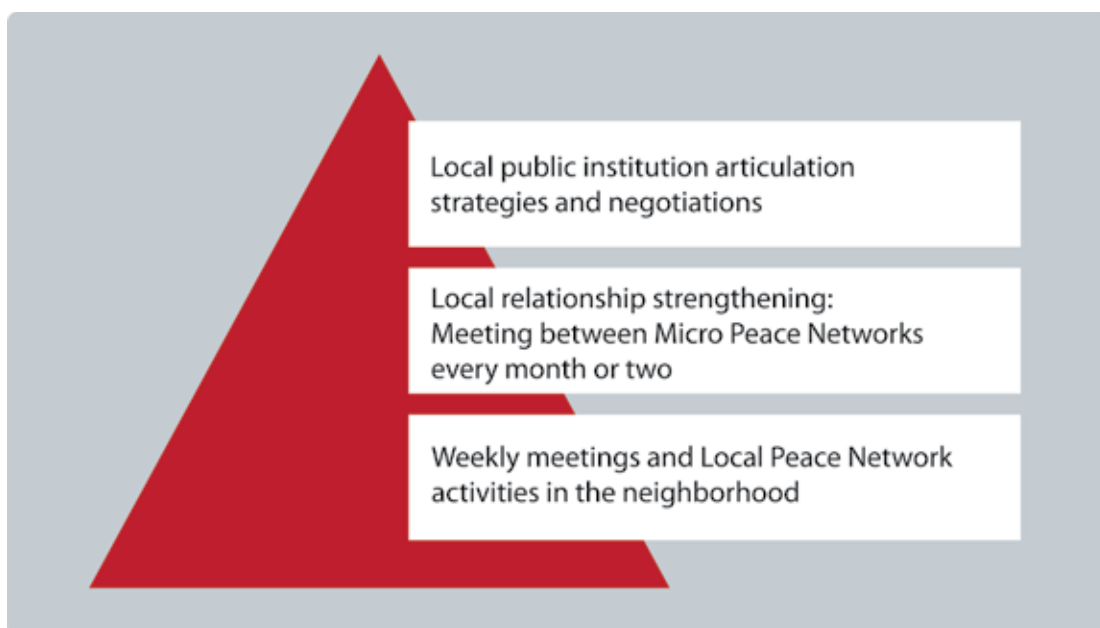 Local public institution articulation
strategies and negotiations
Local relationship strengthening:
Meeting between Micro Peace Networks
every month or two
Weekly meetings and Local Peace Network
activities in the neighborhood